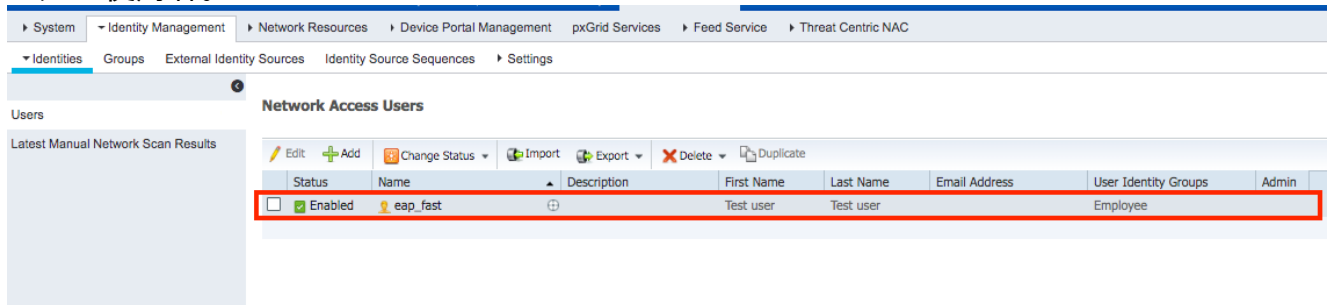 System Identity Management Network Resources Device Portal Management pxGrid Services Feed Service Threat Centric NAC
Identities Groups External Identity Sources Identity Source Sequences Settings
Users
Latest Manual Network Scan Results
Network Access Users
Edit Add Change Status Import Export Delete Duplicate
Status Name Description First Name Last Name Email Address User Identity Groups Admin
Enabled eap_fast Test user Test user Employee